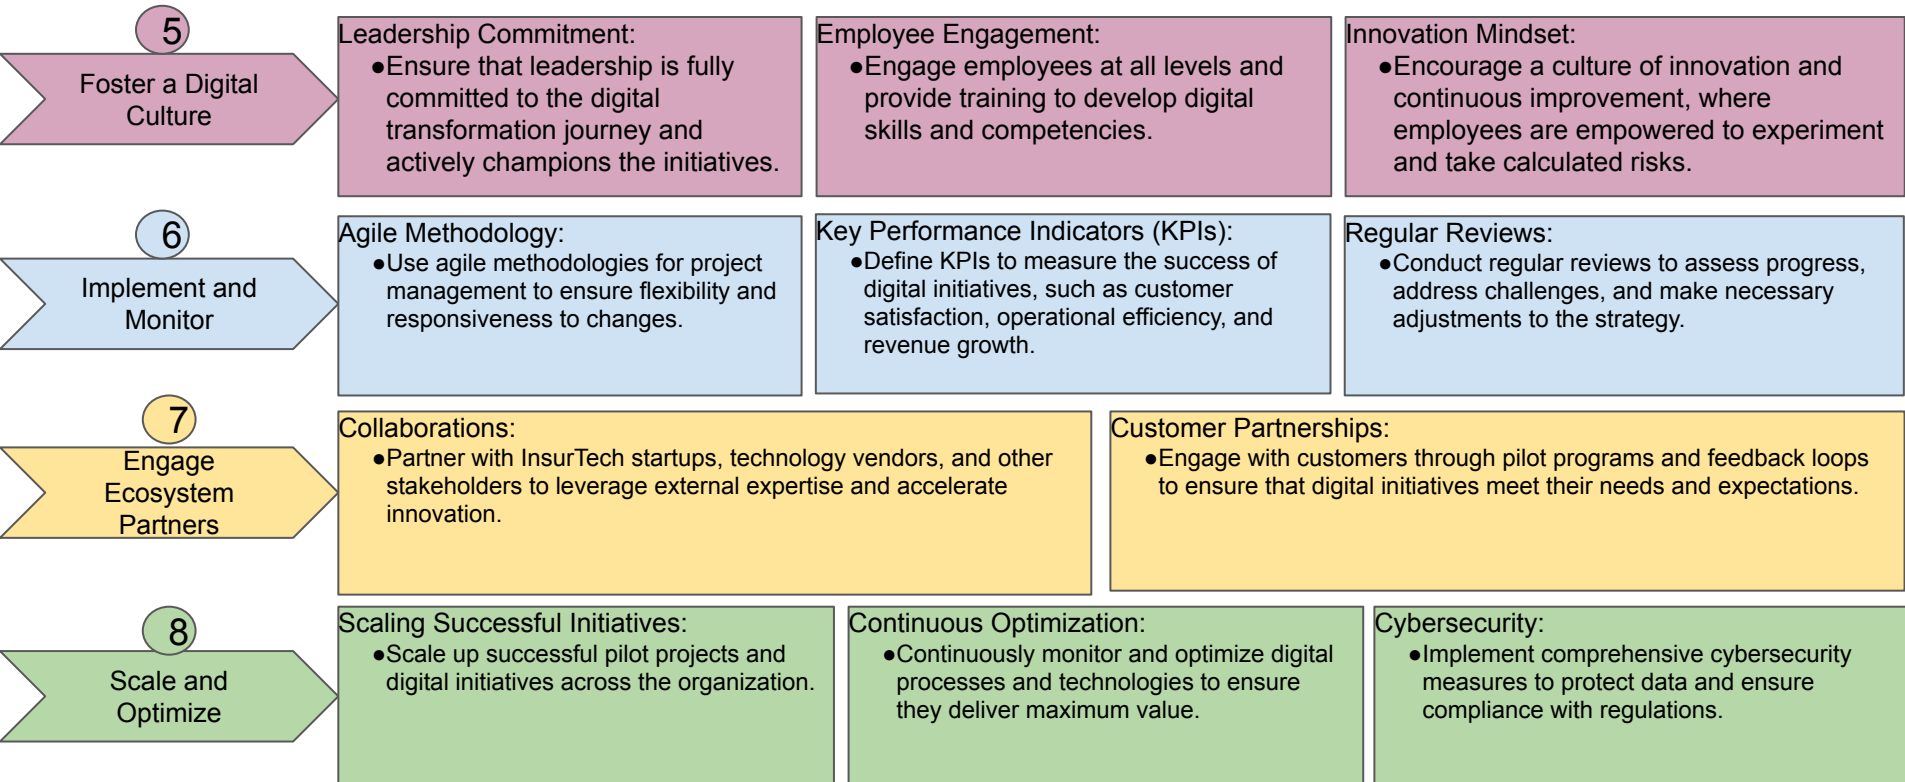 5
Foster a Digital
Culture
Leadership Commitment:
●Ensure that leadership is fully
committed to the digital
transformation journey and
actively champions the initiatives.
Employee Engagement:
●Engage employees at all levels and
provide training to develop digital
skills and competencies.
Innovation Mindset:
●Encourage a culture of innovation and
continuous improvement, where
employees are empowered to experiment
and take calculated risks.
6
Implement and
Monitor
Agile Methodology:
●Use agile methodologies for project
management to ensure flexibility and
responsiveness to changes.
Key Performance Indicators (KPIs):
●Define KPIs to measure the success of
digital initiatives, such as customer
satisfaction, operational efficiency, and
revenue growth.
Regular Reviews:
●Conduct regular reviews to assess progress,
address challenges, and make necessary
adjustments to the strategy.
7
Engage
Ecosystem
Partners
Collaborations:
●Partner with InsurTech startups, technology vendors, and other
stakeholders to leverage external expertise and accelerate
innovation.
Customer Partnerships:
●Engage with customers through pilot programs and feedback loops
to ensure that digital initiatives meet their needs and expectations.
8
Scale and
Optimize
Scaling Successful Initiatives:
●Scale up successful pilot projects and
digital initiatives across the organization.
Continuous Optimization:
●Continuously monitor and optimize digital
processes and technologies to ensure
they deliver maximum value.
Cybersecurity:
●Implement comprehensive cybersecurity
measures to protect data and ensure
compliance with regulations.